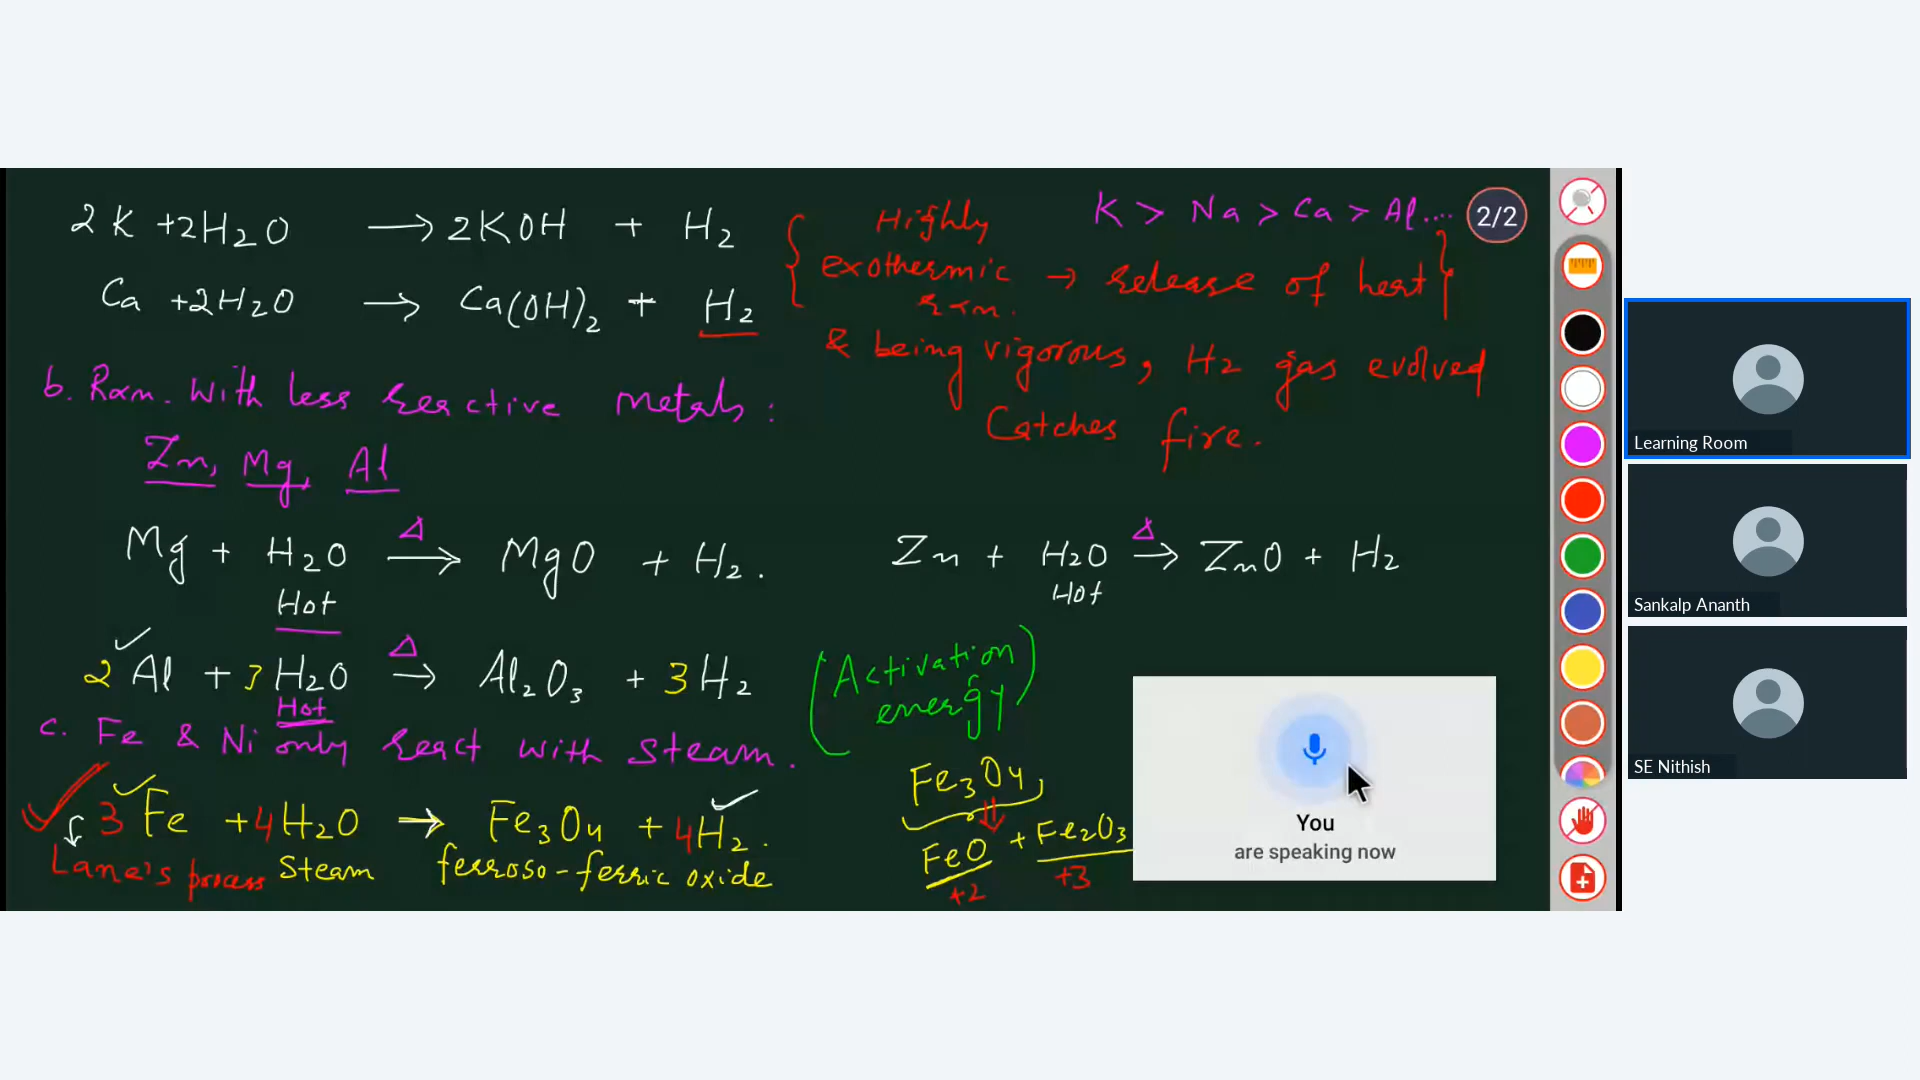 2K + 2H2O → 2KOH + H2
Ca + 2H2O → Ca(OH)2 + H2
K > Na > Ca > Al....
2/2
Highly
exothermic → release of heat
rxn.
& being vigorous, H2 gas evolved
Catches fire.
b. Rxn. with less reactive metals:
Zn, Mg, Al
Mg + H2O Δ→ MgO + H2.
Hot
Zn + H2O Δ→ ZnO + H2
Hot
2Al + 3H2O Δ→ Al2O3 + 3H2
Hot
(Activation
energy)
c. Fe & Ni only react with steam.
3Fe + 4H2O → Fe3O4 + 4H2.
Lane's process Steam ferroso-ferric oxide
Fe3O4
FeO + Fe2O3
+2 +3
You
are speaking now
Learning Room
Sankalp Ananth
SE Nithish